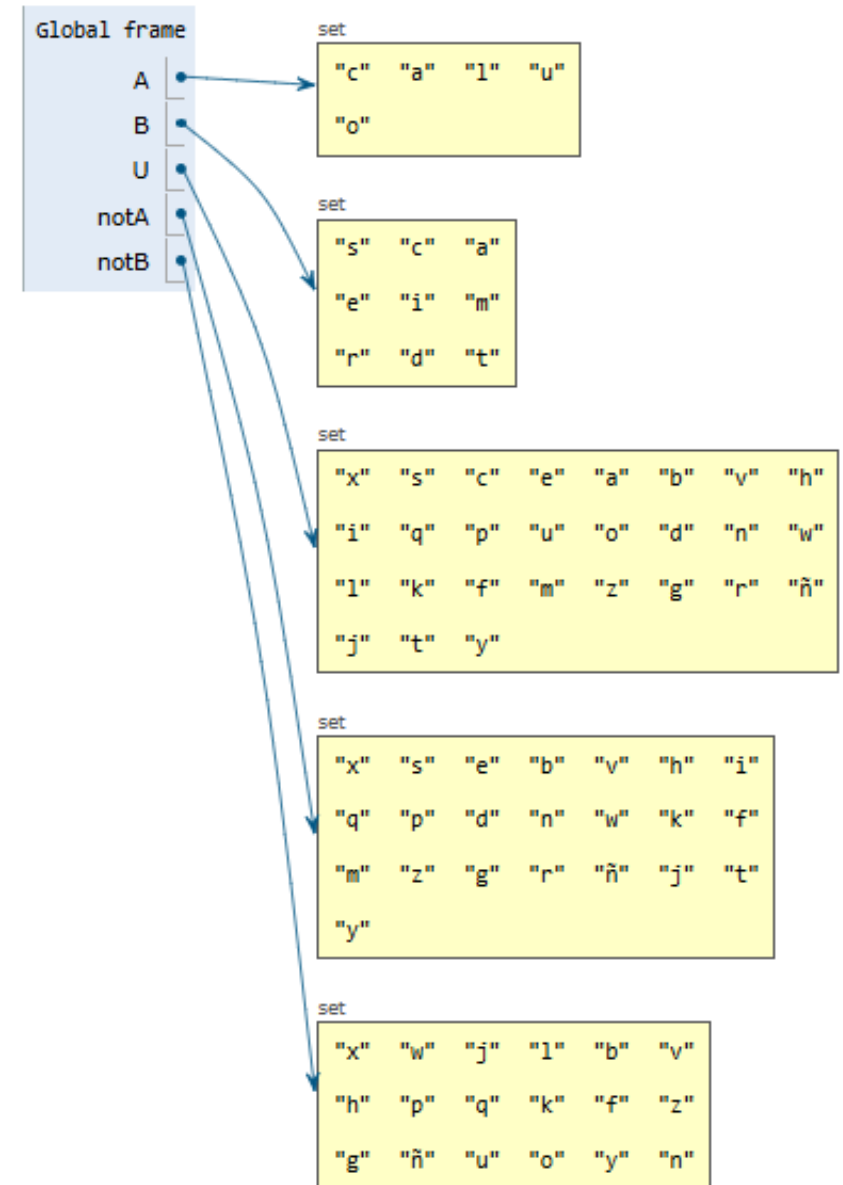 Global frame
A
B
U
notA
notB
set
"c" "a" "l" "u"
"o"
set
"s" "c" "a"
"e" "i" "m"
"r" "d" "t"
set
"x" "s" "c" "e" "a" "b" "v" "h"
"i" "q" "p" "u" "o" "d" "n" "w"
"l" "k" "f" "m" "z" "g" "r" "ñ"
"j" "t" "y"
set
"x" "s" "e" "b" "v" "h" "i"
"q" "p" "d" "n" "w" "k" "f"
"m" "z" "g" "r" "ñ" "j" "t"
"y"
set
"x" "w" "j" "l" "b" "v"
"h" "p" "q" "k" "f" "z"
"g" "ñ" "u" "o" "y" "n"